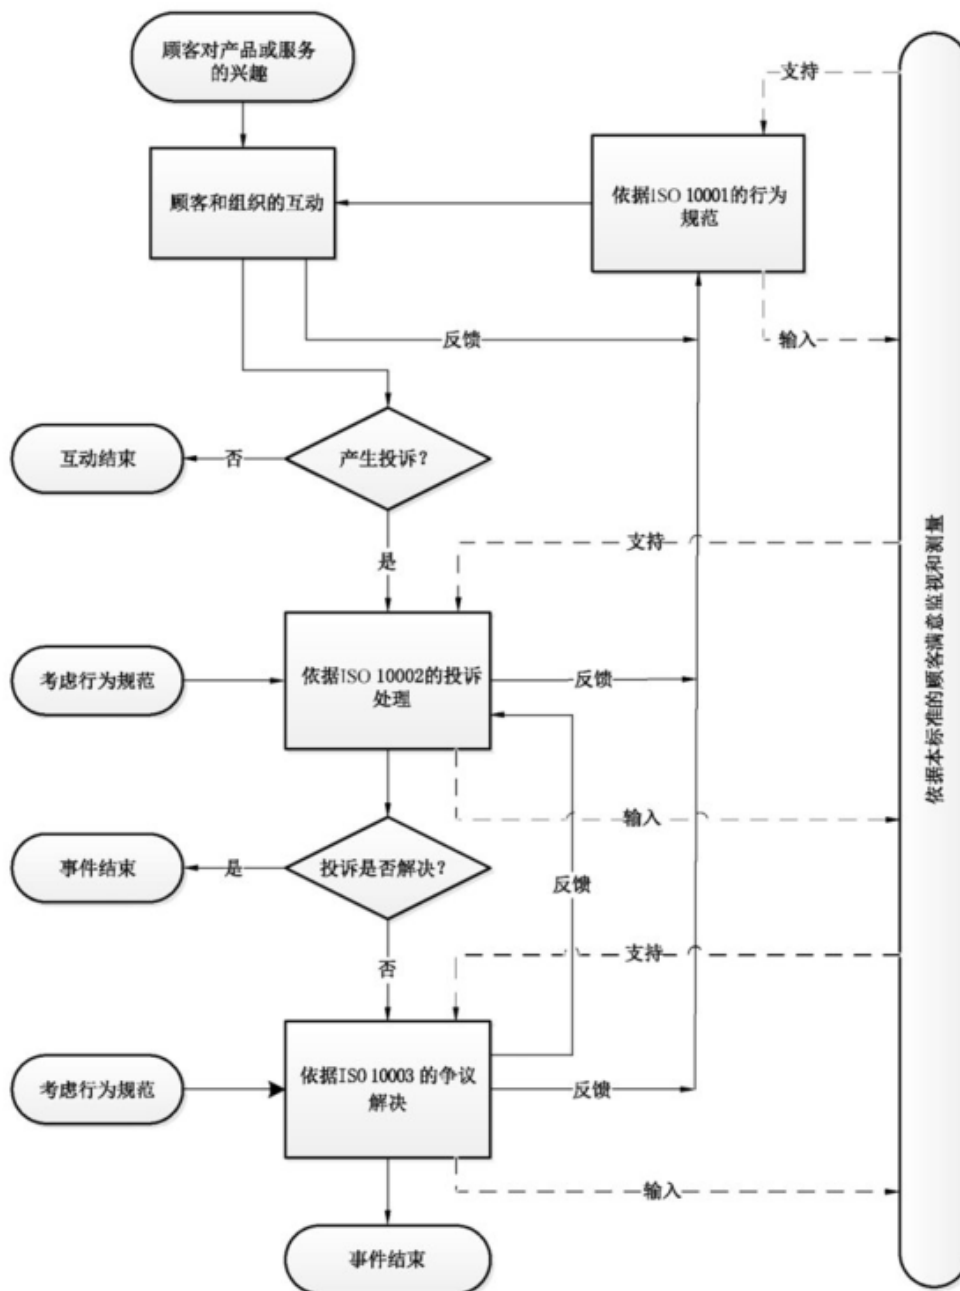 顾客对产品或服务
的兴趣
支持
顾客和组织的互动
依据ISO 10001的行为
规范
反馈
输入
互动结束
否
产生投诉？
支持
是
考虑行为规范
依据ISO 10002的投诉
处理
反馈
输入
事件结束
是
投诉是否解决？
反馈
支持
否
考虑行为规范
依据ISO 10003 的争议
解决
反馈
输入
事件结束
依据本标准的顾客满意监视和测量